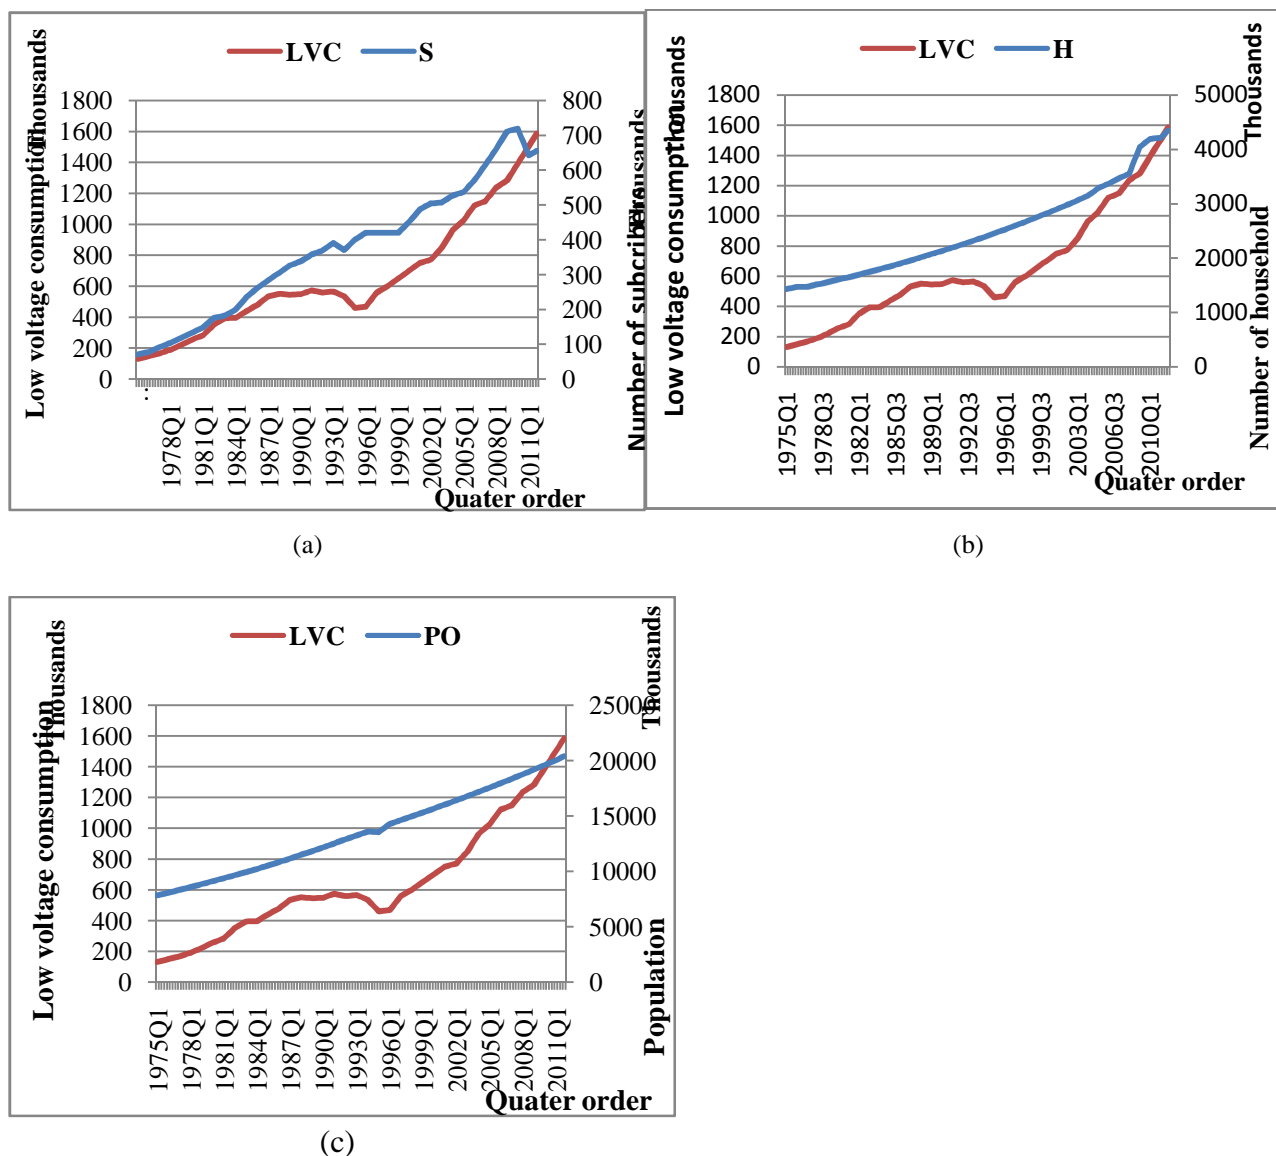 LVC S
Thousands
Low voltage consumption
1800
1600
1400
1200
1000
800
600
400
200
0
800
700
600
500
400
300
200
100
0
Thousands
Number of subcribers
1978Q1
1981Q1
1984Q1
1987Q1
1990Q1
1993Q1
1996Q1
1999Q1
2002Q1
2005Q1
2008Q1
2011Q1
Quater order
(a)
LVC H
Thousands
Low voltage consumption
1800
1600
1400
1200
1000
800
600
400
200
0
5000
4000
3000
2000
1000
0
Thousands
Number of household
1975Q1
1978Q3
1982Q1
1985Q3
1989Q1
1992Q3
1996Q1
1999Q3
2003Q1
2006Q3
2010Q1
Quater order
(b)
LVC PO
Thousands
Low voltage consumption
1800
1600
1400
1200
1000
800
600
400
200
0
25000
20000
15000
10000
5000
0
Thousands
Population
1975Q1
1978Q1
1981Q1
1984Q1
1987Q1
1990Q1
1993Q1
1996Q1
1999Q1
2002Q1
2005Q1
2008Q1
2011Q1
Quater order
(c)